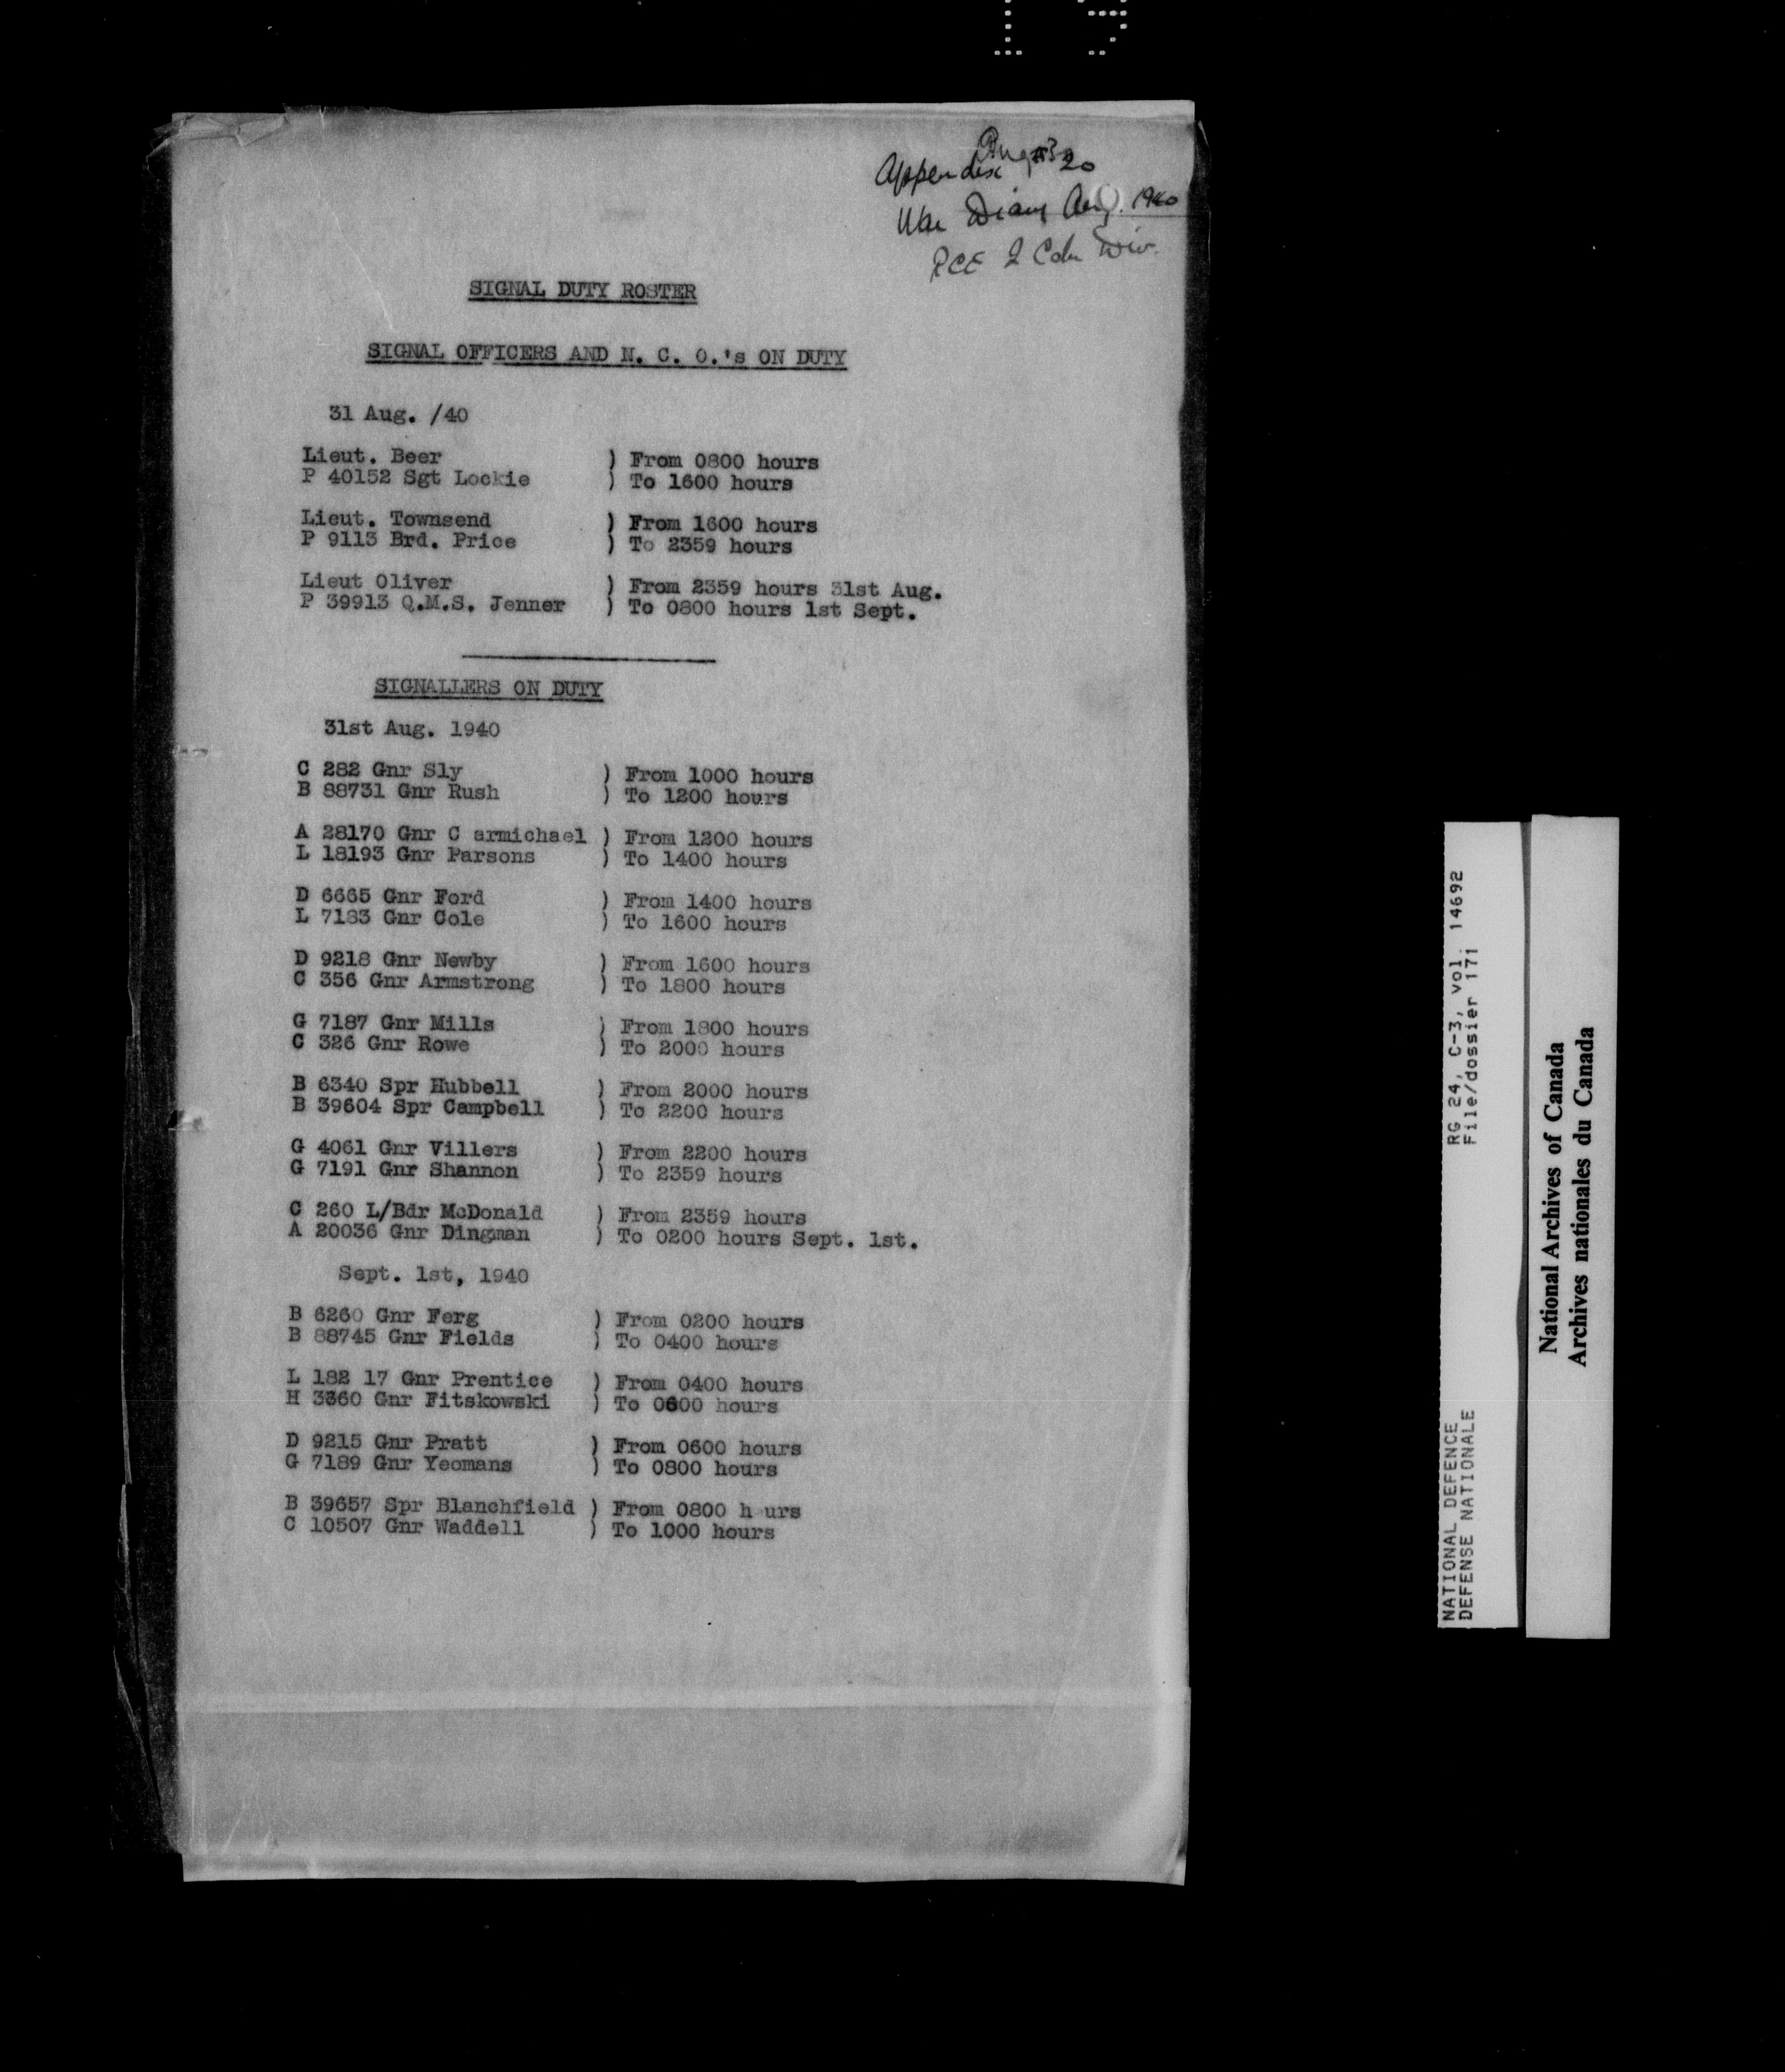 Appendix 20
War Diary Aug. 1940
RCE 2 Cdn Div.
SIGNAL DUTY ROSTER
SIGNAL OFFICERS AND N. C. O.'s ON DUTY
31 Aug. /40
Lieut. Beer ) From 0800 hours
P 40152 Sgt Lockie ) To 1600 hours
Lieut. Townsend ) From 1600 hours
P 9113 Brd. Price ) To 2359 hours
Lieut Oliver ) From 2359 hours 31st Aug.
P 39913 Q.M.S. Jenner ) To 0800 hours 1st Sept.
SIGNALLERS ON DUTY
31st Aug. 1940
C 282 Gnr Sly ) From 1000 hours
B 88731 Gnr Rush ) To 1200 hours
A 28170 Gnr C armichael ) From 1200 hours
L 18193 Gnr Parsons ) To 1400 hours
D 6665 Gnr Ford ) From 1400 hours
L 7183 Gnr Cole ) To 1600 hours
D 9218 Gnr Newby ) From 1600 hours
C 356 Gnr Armstrong ) To 1800 hours
G 7187 Gnr Mills ) From 1800 hours
C 326 Gnr Rowe ) To 2000 hours
B 6340 Spr Hubbell ) From 2000 hours
B 39604 Spr Campbell ) To 2200 hours
G 4061 Gnr Villers ) From 2200 hours
G 7191 Gnr Shannon ) To 2359 hours
C 260 L/Bdr McDonald ) From 2359 hours
A 20036 Gnr Dingman ) To 0200 hours Sept. 1st.
Sept. 1st, 1940
B 6260 Gnr Ferg ) From 0200 hours
B 88745 Gnr Fields ) To 0400 hours
L 182 17 Gnr Prentice ) From 0400 hours
H 3360 Gnr Fitskowski ) To 0600 hours
D 9215 Gnr Pratt ) From 0600 hours
G 7189 Gnr Yeomans ) To 0800 hours
B 39657 Spr Blanchfield ) From 0800 h urs
C 10507 Gnr Waddell ) To 1000 hours
NATIONAL DEFENCE RG 24, C-3, vol. 14692
DEFENSE NATIONALE File/dossier 171
National Archives of Canada
Archives nationales du Canada